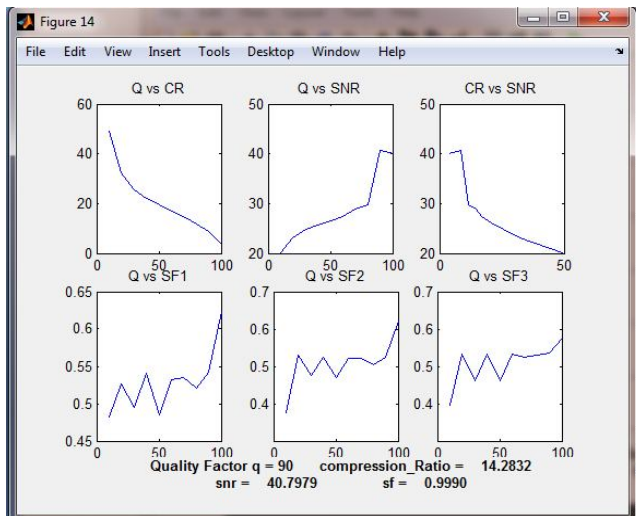 Figure 14
File Edit View Insert Tools Desktop Window Help
Q vs CR Q vs SNR CR vs SNR
60 50 50
40 40 40
20 30 30
0 20 20
0 50 100 0 50 100 0 50
Q vs SF1 Q vs SF2 Q vs SF3
0.65 0.7 0.7
0.6 0.6 0.6
0.55 0.5 0.5
0.5 0.4 0.4
0.45
0 50 100 0 50 100 0 50 100
Quality Factor q = 90 compression_Ratio = 14.2832
snr = 40.7979 sf = 0.9990